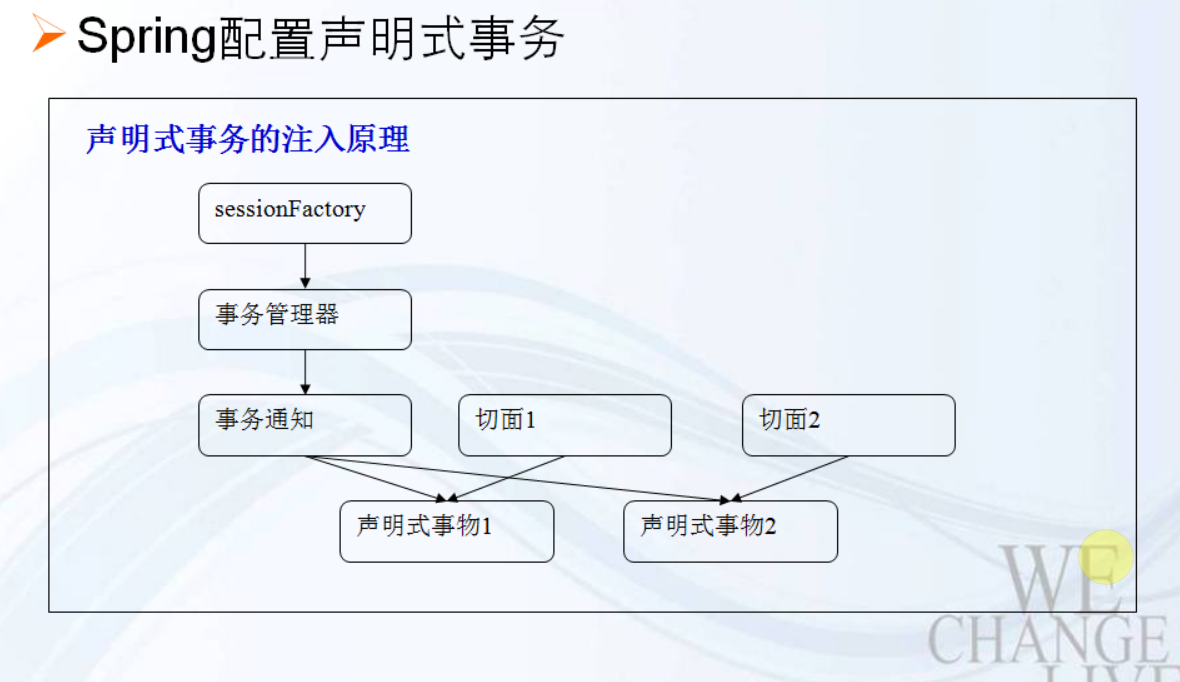 Spring配置声明式事务
声明式事务的注入原理
sessionFactory
事务管理器
事务通知
切面1
切面2
声明式事物1
声明式事物2
WE
CHANGE
LIVE